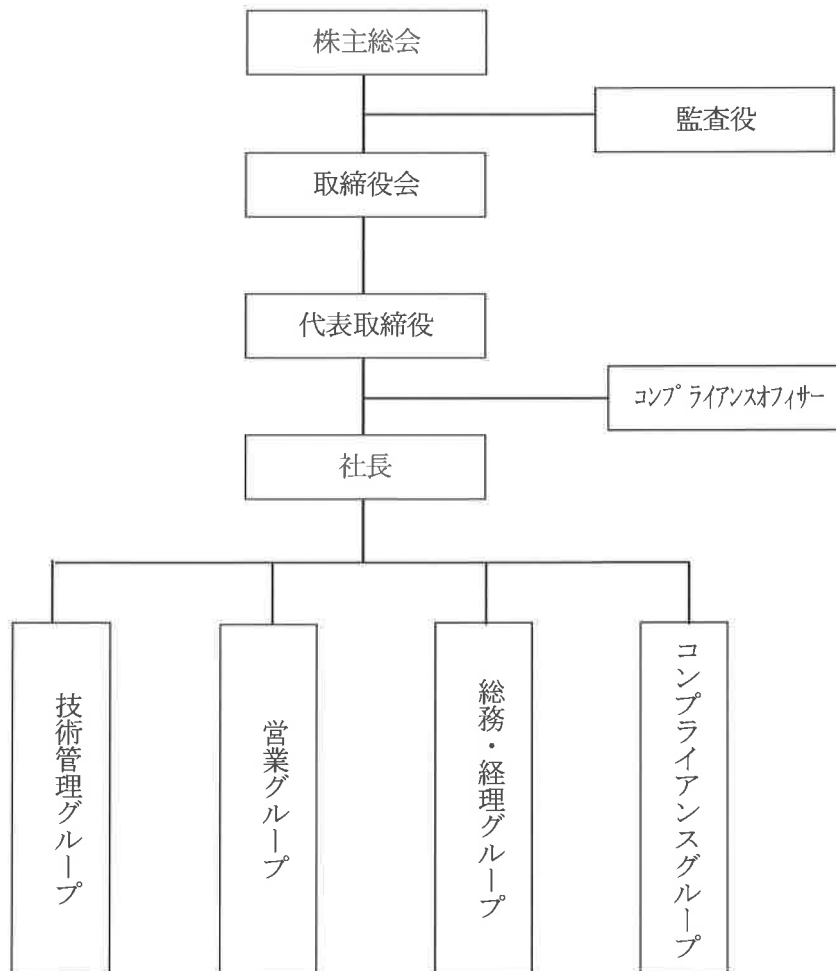 株主総会
監査役
取締役会
代表取締役
コンプライアンスオフィサー
社長
技術管理グループ
営業グループ
総務・経理グループ
コンプライアンスグループ